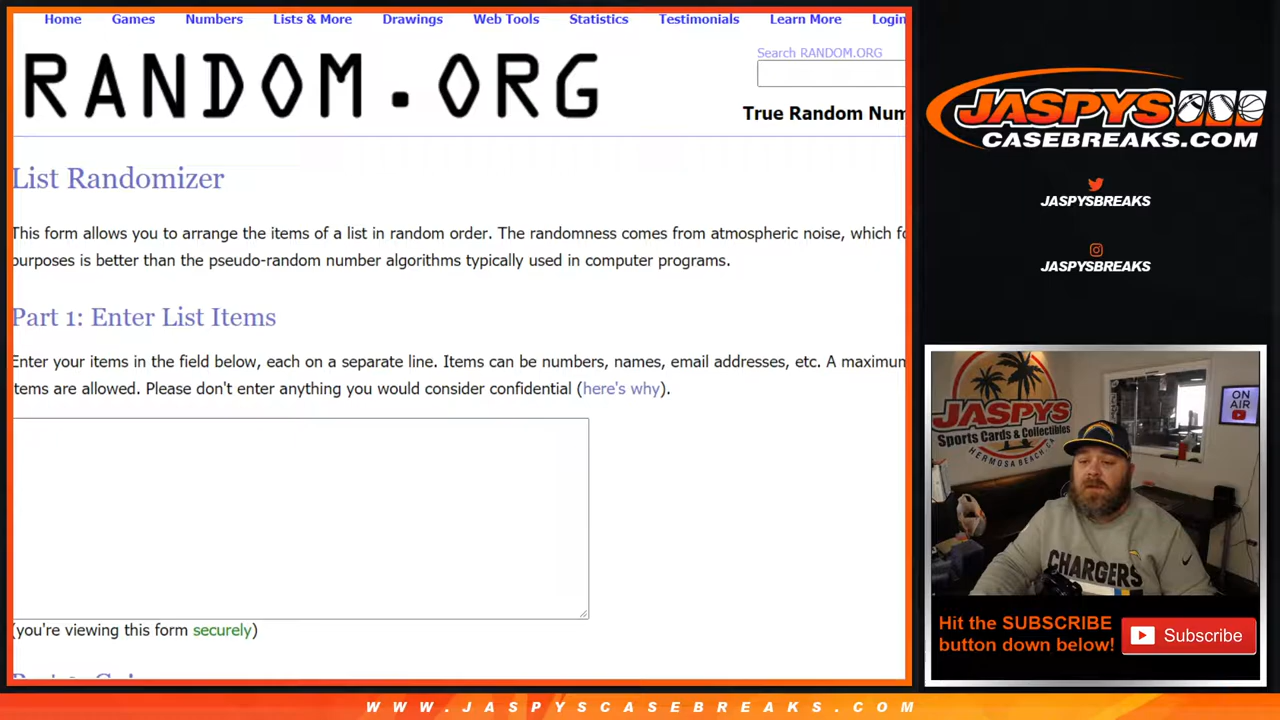 Home Games Numbers Lists & More Drawings Web Tools Statistics Testimonials Learn More Login
RANDOM.ORG
Search RANDOM.ORG
True Random Num
List Randomizer
This form allows you to arrange the items of a list in random order. The randomness comes from atmospheric noise, which fo
purposes is better than the pseudo-random number algorithms typically used in computer programs.
Part 1: Enter List Items
Enter your items in the field below, each on a separate line. Items can be numbers, names, email addresses, etc. A maximum
items are allowed. Please don't enter anything you would consider confidential (here's why).
(you're viewing this form securely)
JASPYS
CASEBREAKS.COM
JASPYSBREAKS
JASPYSBREAKS
JASPYS
Sports Cards & Collectibles
HERMOSA BEACH, CA
ON
AIR
CHARGERS
Hit the SUBSCRIBE
button down below!
Subscribe
WWW.JASPYSCASEBREAKS.COM